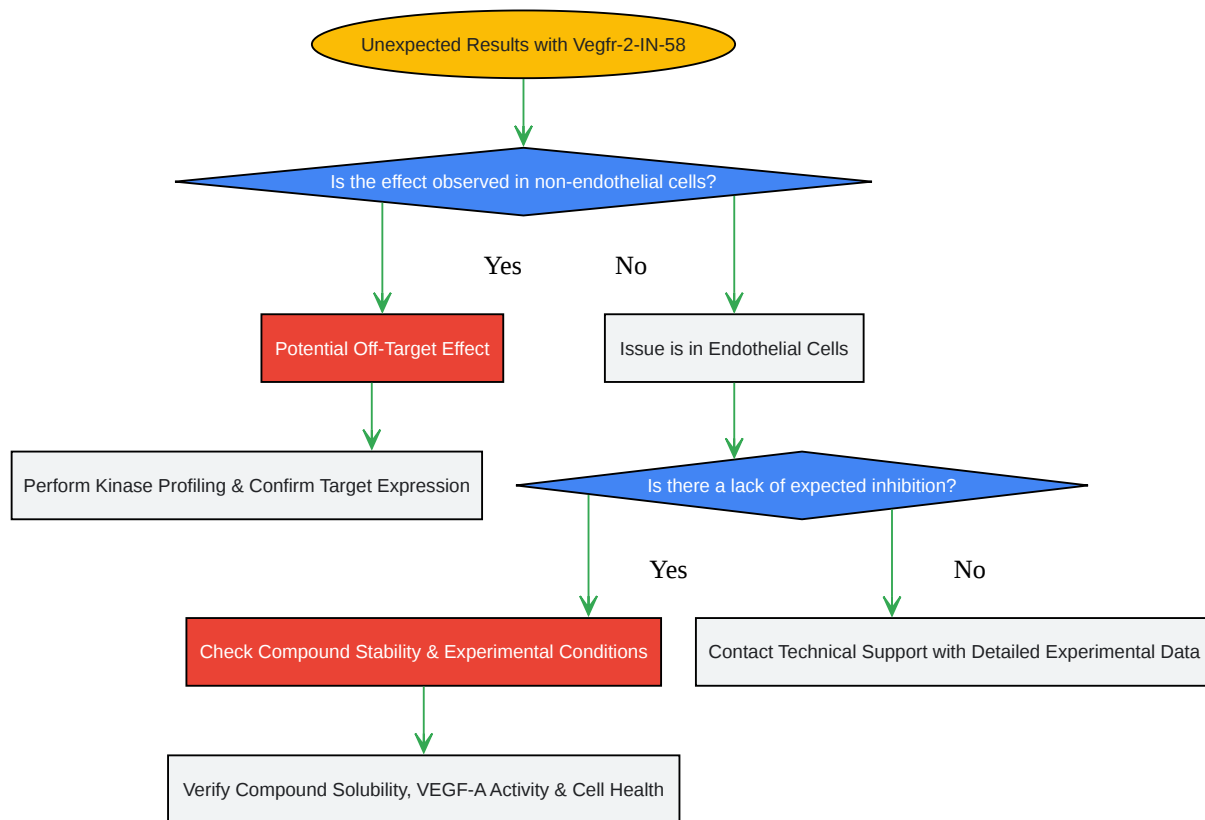 Unexpected Results with Vegfr-2-IN-58
Is the effect observed in non-endothelial cells?
Yes
No
Potential Off-Target Effect
Issue is in Endothelial Cells
Perform Kinase Profiling & Confirm Target Expression
Is there a lack of expected inhibition?
Yes
No
Check Compound Stability & Experimental Conditions
Contact Technical Support with Detailed Experimental Data
Verify Compound Solubility, VEGF-A Activity & Cell Health